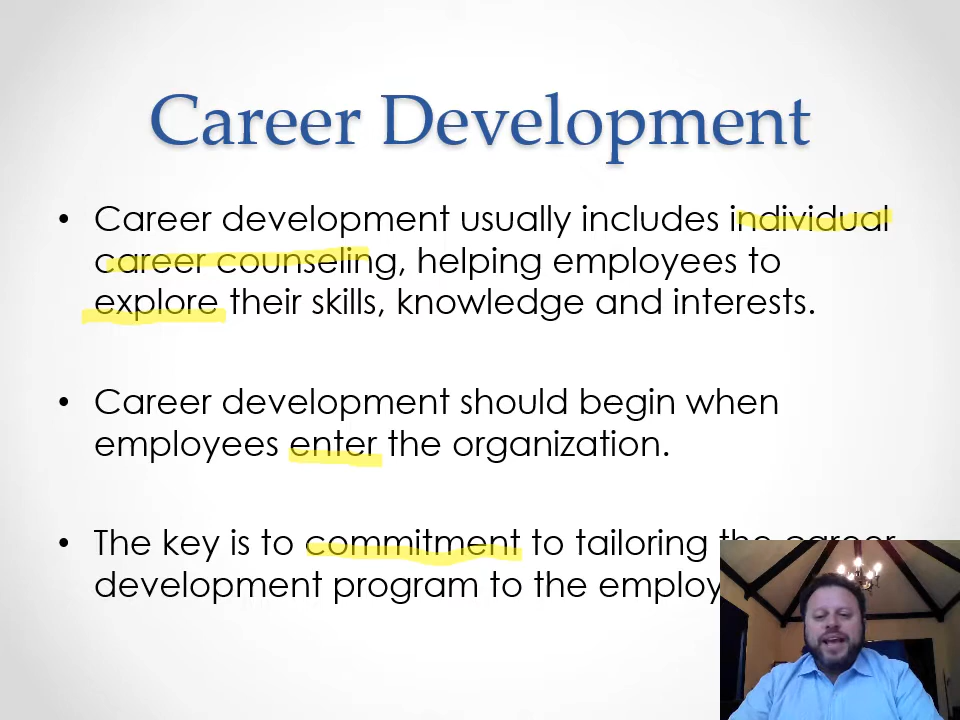 Career Development
• Career development usually includes individual
career counseling, helping employees to
explore their skills, knowledge and interests.
• Career development should begin when
employees enter the organization.
• The key is to commitment to tailoring the career
development program to the